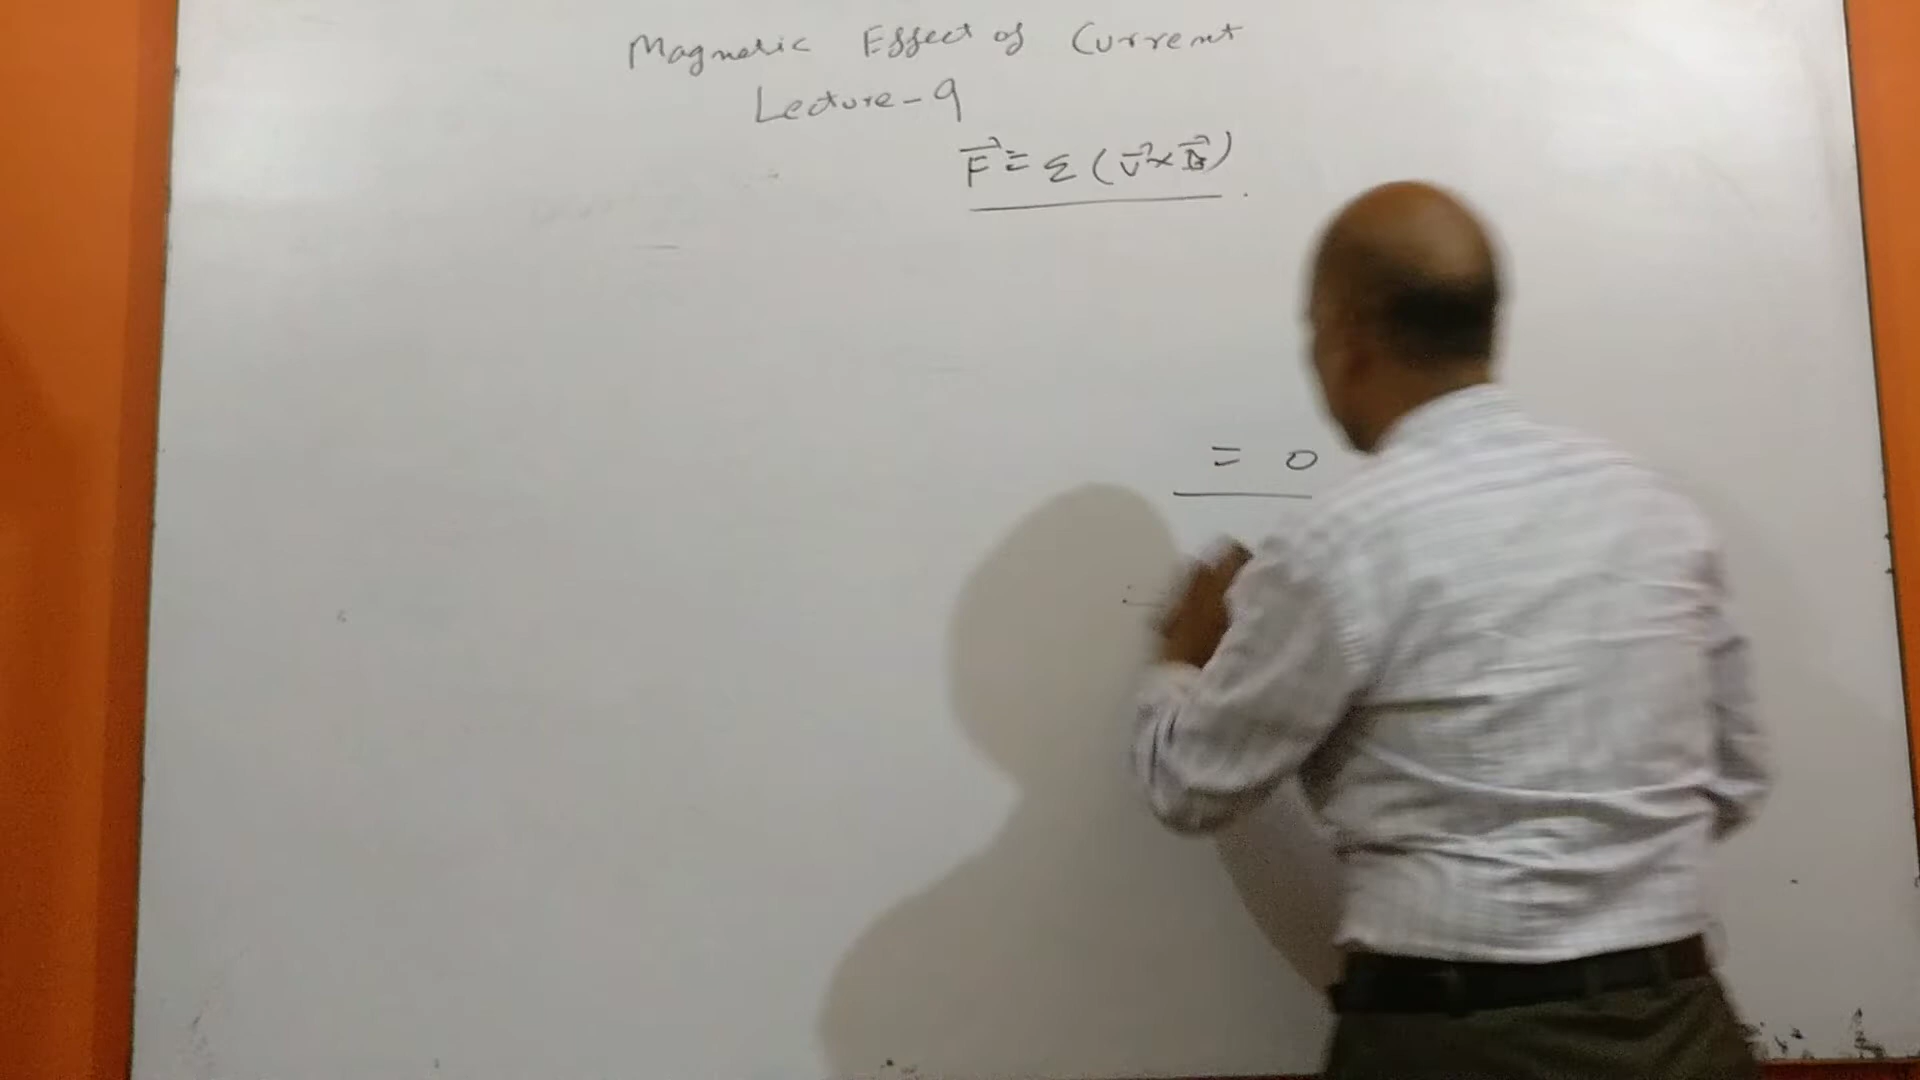 Magnetic Effect of Current
Lecture-9
F⃗ = q (v⃗ × B⃗)
= 0